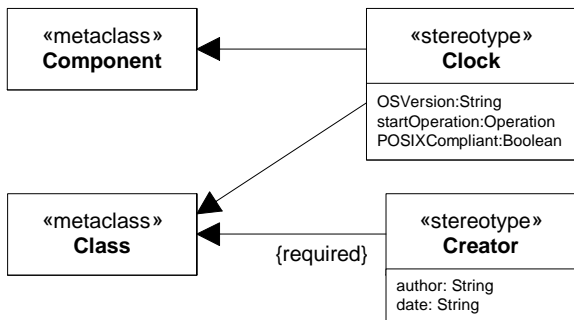 «metaclass»
Component
«stereotype»
Clock
OSVersion:String
startOperation:Operation
POSIXCompliant:Boolean
«metaclass»
Class
{required}
«stereotype»
Creator
author: String
date: String